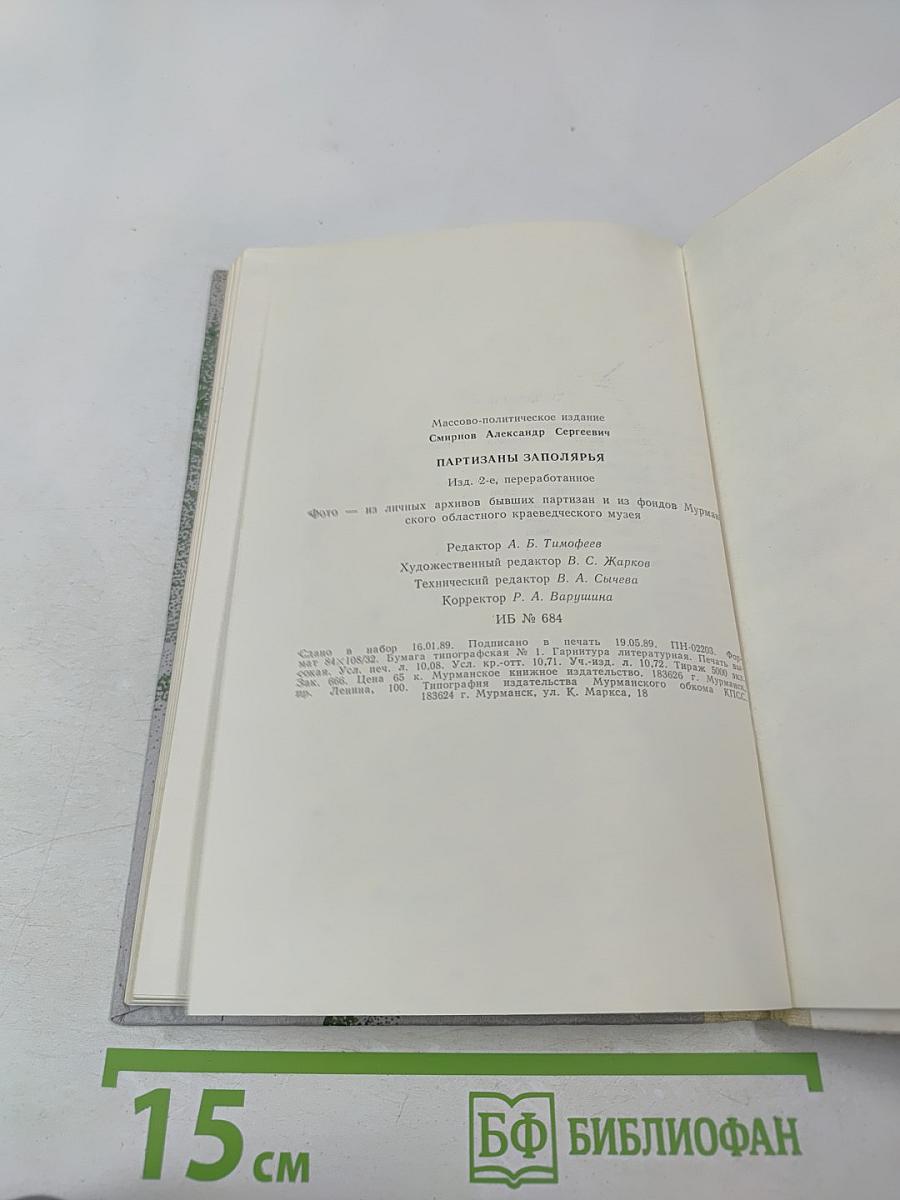 Массово-политическое издание
Смирнов Александр Сергеевич
ПАРТИЗАНЫ ЗАПОЛЯРЬЯ
Изд. 2-е, переработанное
Фото — из личных архивов бывших партизан и из фондов Мурман-
ского областного краеведческого музея
Редактор А. Б. Тимофеев
Художественный редактор В. С. Жарков
Технический редактор В. А. Сычева
Корректор Р. А. Варушина
ИБ № 684
Сдано в набор 16.01.89. Подписано в печать 19.05.89. ПН-02203. Фор-
мат 84×108/32. Бумага типографская № 1. Гарнитура литературная. Печать вы-
сокая. Усл. печ. л. 10,08. Усл. кр.-отт. 10,71. Уч.-изд. л. 10,72. Тираж 5000 экз.
Зак. 666. Цена 65 к. Мурманское книжное издательство. 183626 г. Мурманск,
пр. Ленина, 100. Типография издательства Мурманского обкома КПСС
183624 г. Мурманск, ул. К. Маркса, 18
15 см
БФ БИБЛИОФАН